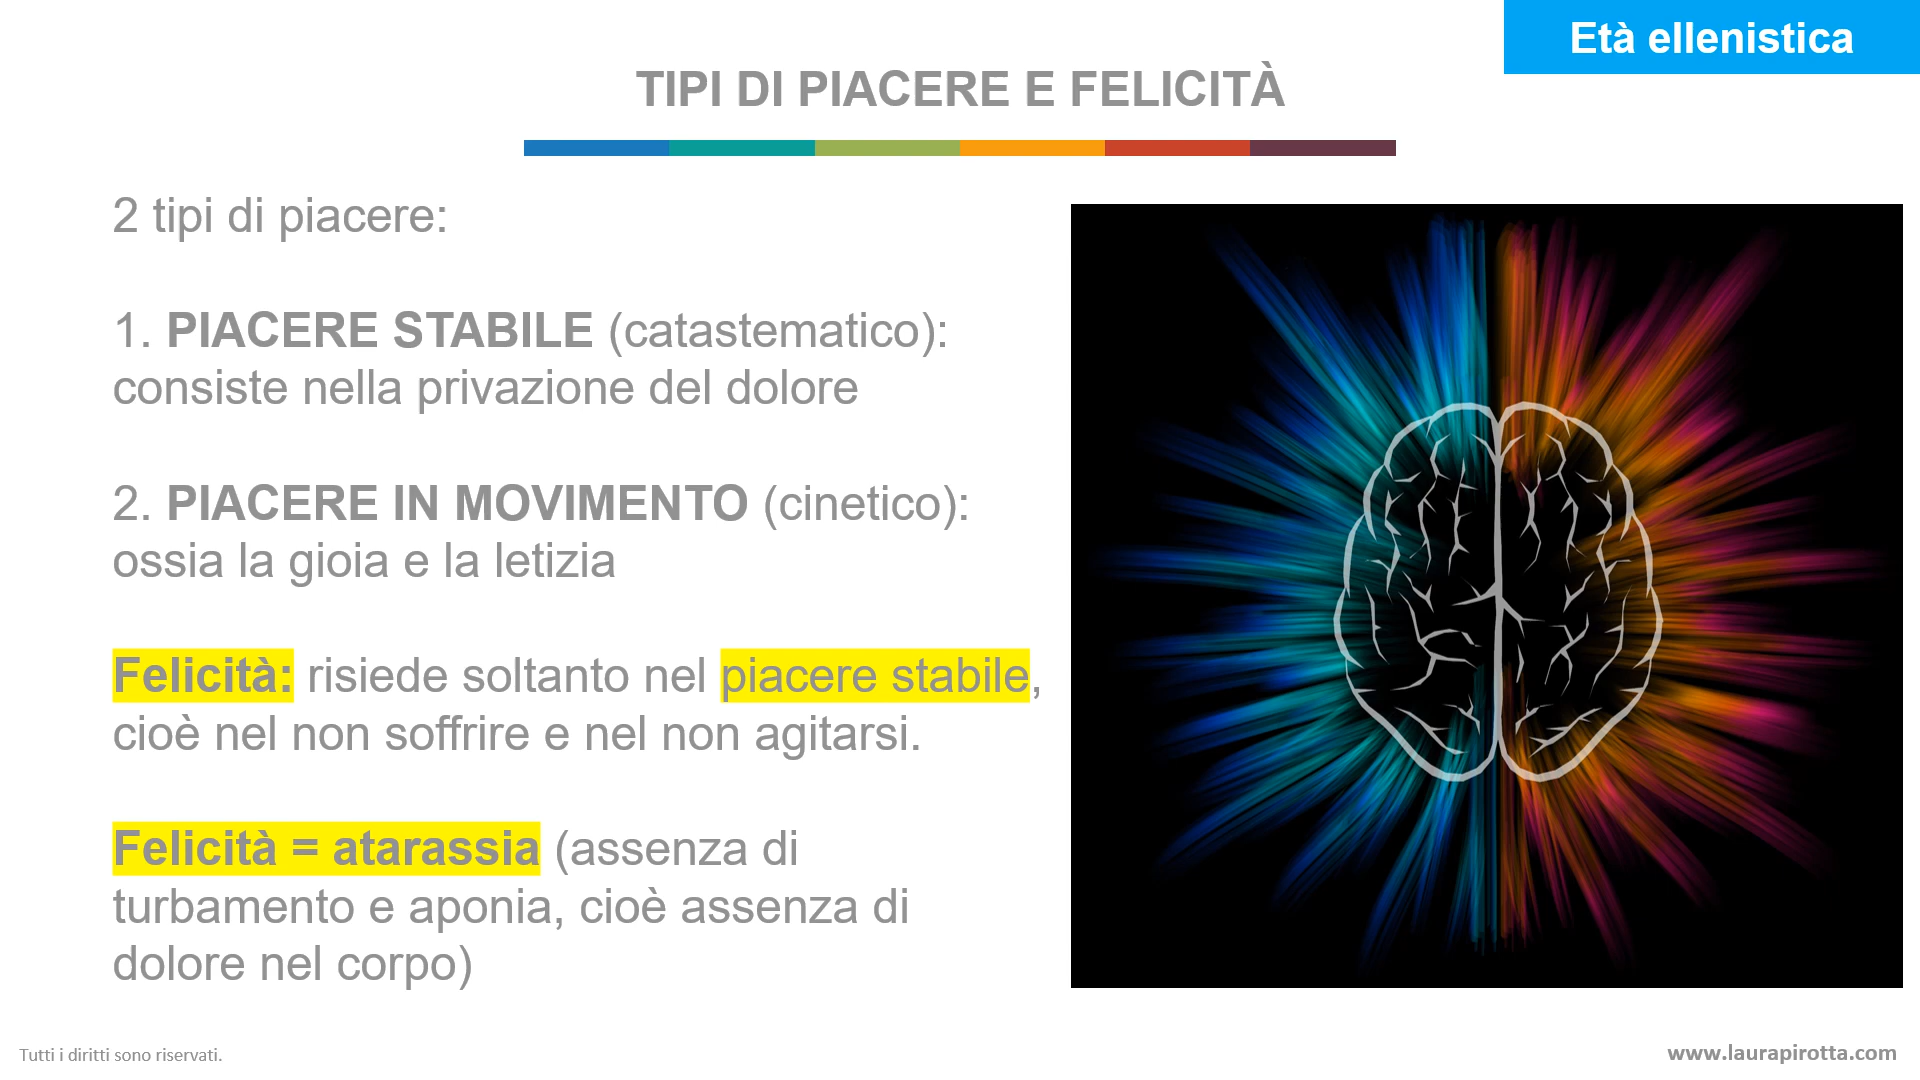 Età ellenistica
TIPI DI PIACERE E FELICITÀ
2 tipi di piacere:
1. PIACERE STABILE (catastematico):
consiste nella privazione del dolore
2. PIACERE IN MOVIMENTO (cinetico):
ossia la gioia e la letizia
Felicità: risiede soltanto nel piacere stabile,
cioè nel non soffrire e nel non agitarsi.
Felicità = atarassia (assenza di
turbamento e aponia, cioè assenza di
dolore nel corpo)
Tutti i diritti sono riservati.
www.laurapirotta.com